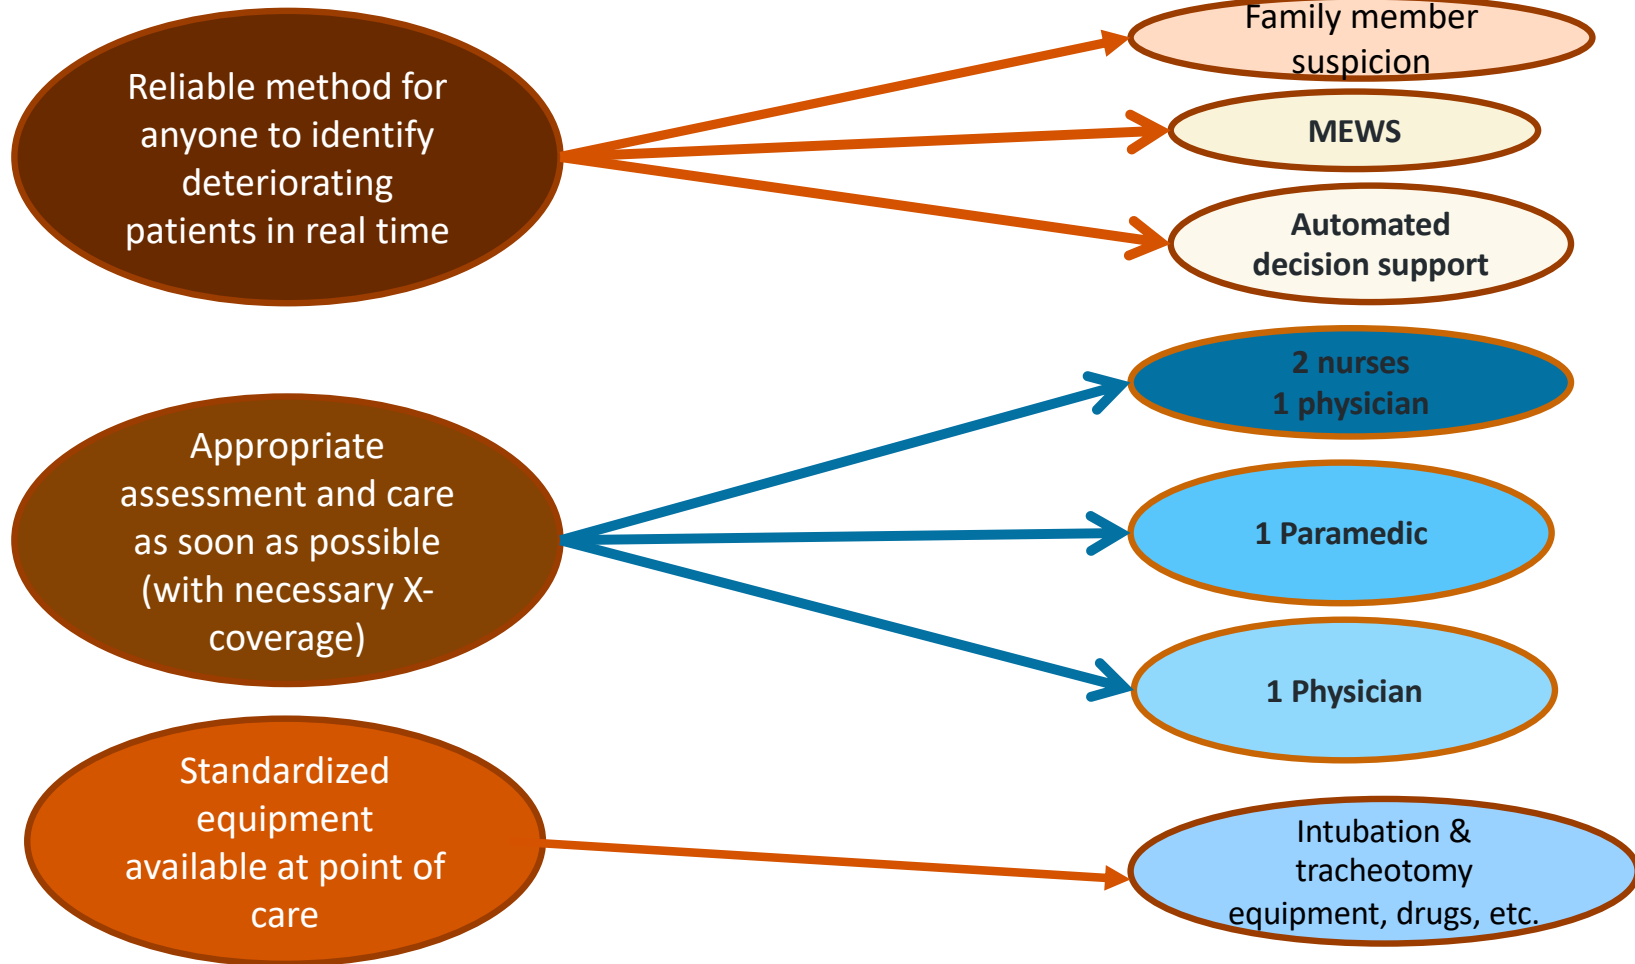 Reliable method for
anyone to identify
deteriorating
patients in real time
Family member
suspicion
MEWS
Automated
decision support
Appropriate
assessment and care
as soon as possible
(with necessary X-
coverage)
2 nurses
1 physician
1 Paramedic
1 Physician
Standardized
equipment
available at point of
care
Intubation &
tracheotomy
equipment, drugs, etc.